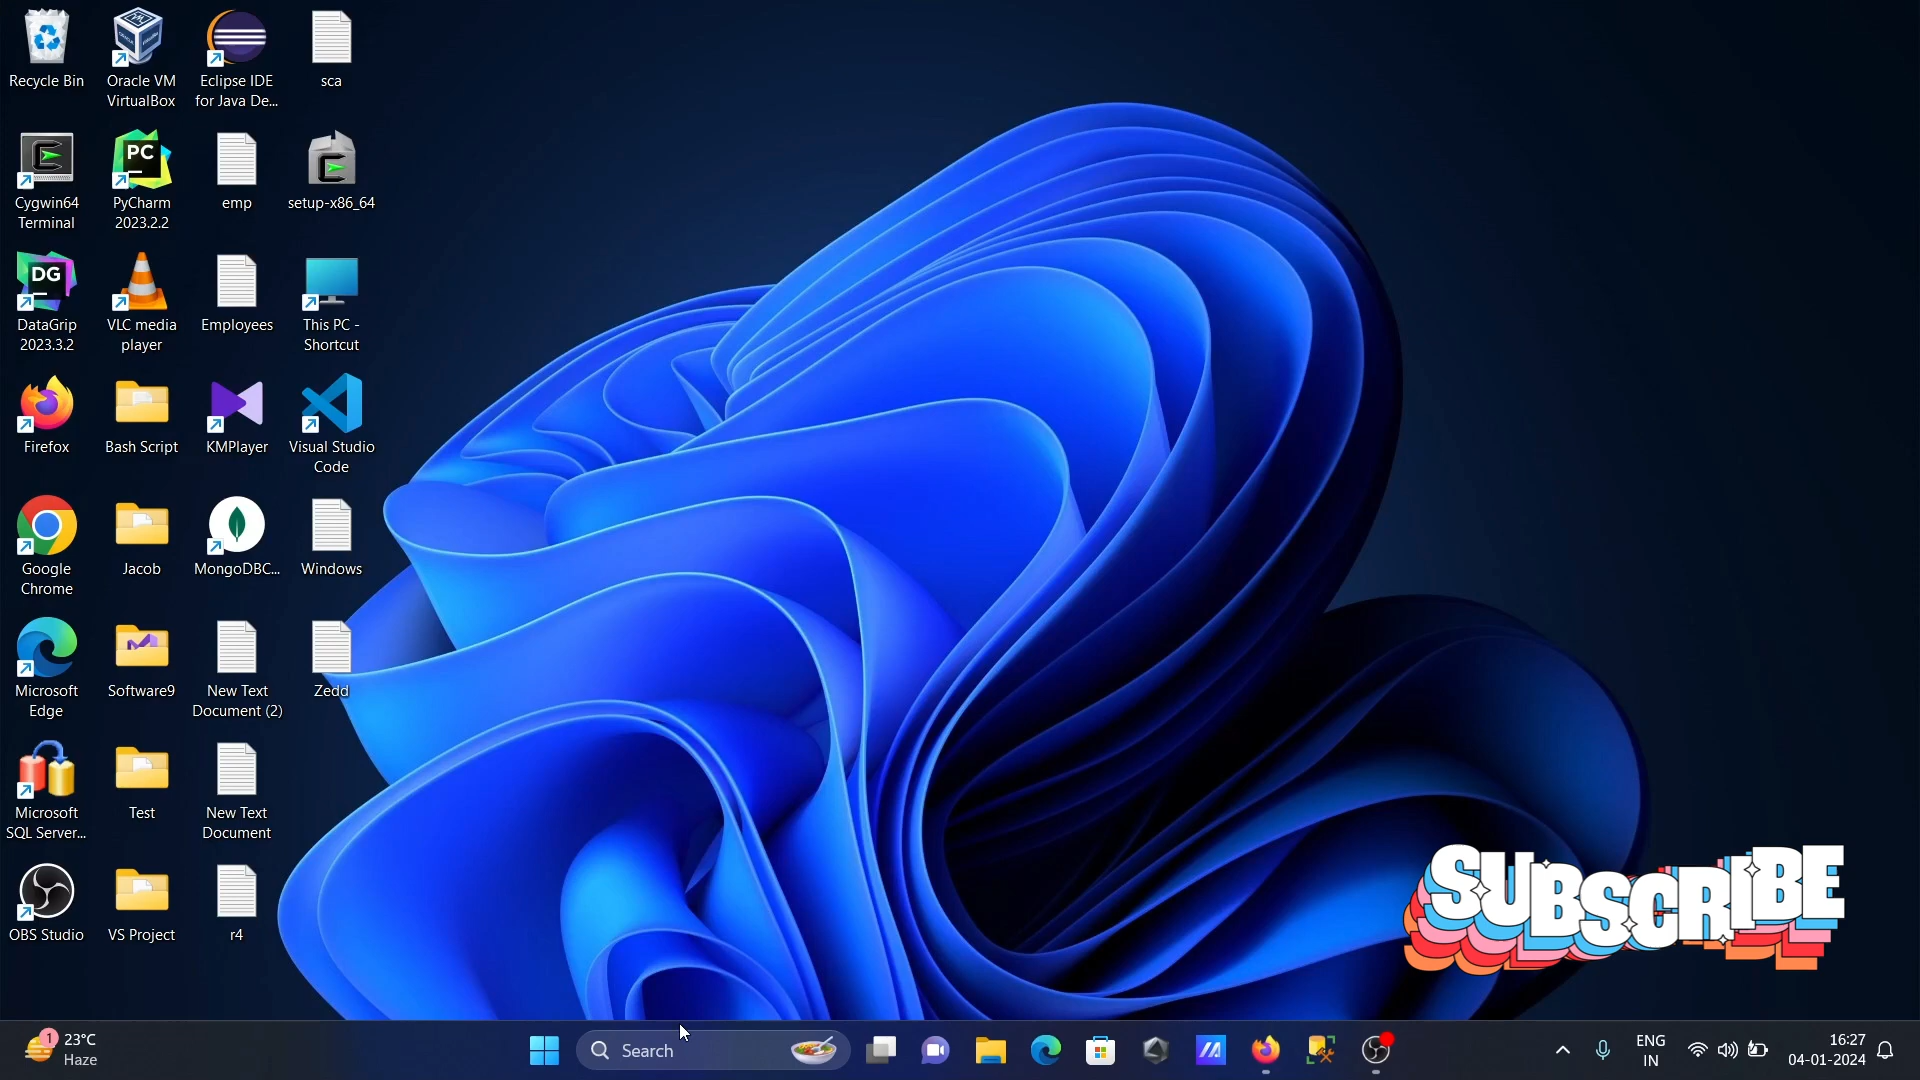 Recycle Bin
Oracle VM
VirtualBox
Eclipse IDE
for Java De...
sca
Cygwin64
Terminal
PC
PyCharm
2023.2.2
emp
setup-x86_64
DG
DataGrip
2023.3.2
VLC media
player
Employees
This PC -
Shortcut
Firefox
Bash Script
KMPlayer
Visual Studio
Code
Google
Chrome
Jacob
MongoDBC...
Windows
Microsoft
Edge
Software9
New Text
Document (2)
Zedd
Microsoft
SQL Server...
Test
New Text
Document
OBS Studio
VS Project
r4
SUBSCRIBE
1
23°C
Haze
Search
ENG
IN
16:27
04-01-2024